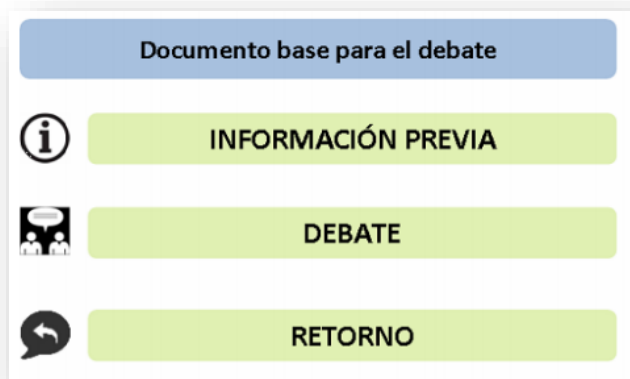 Documento base para el debate
INFORMACIÓN PREVIA
DEBATE
RETORNO